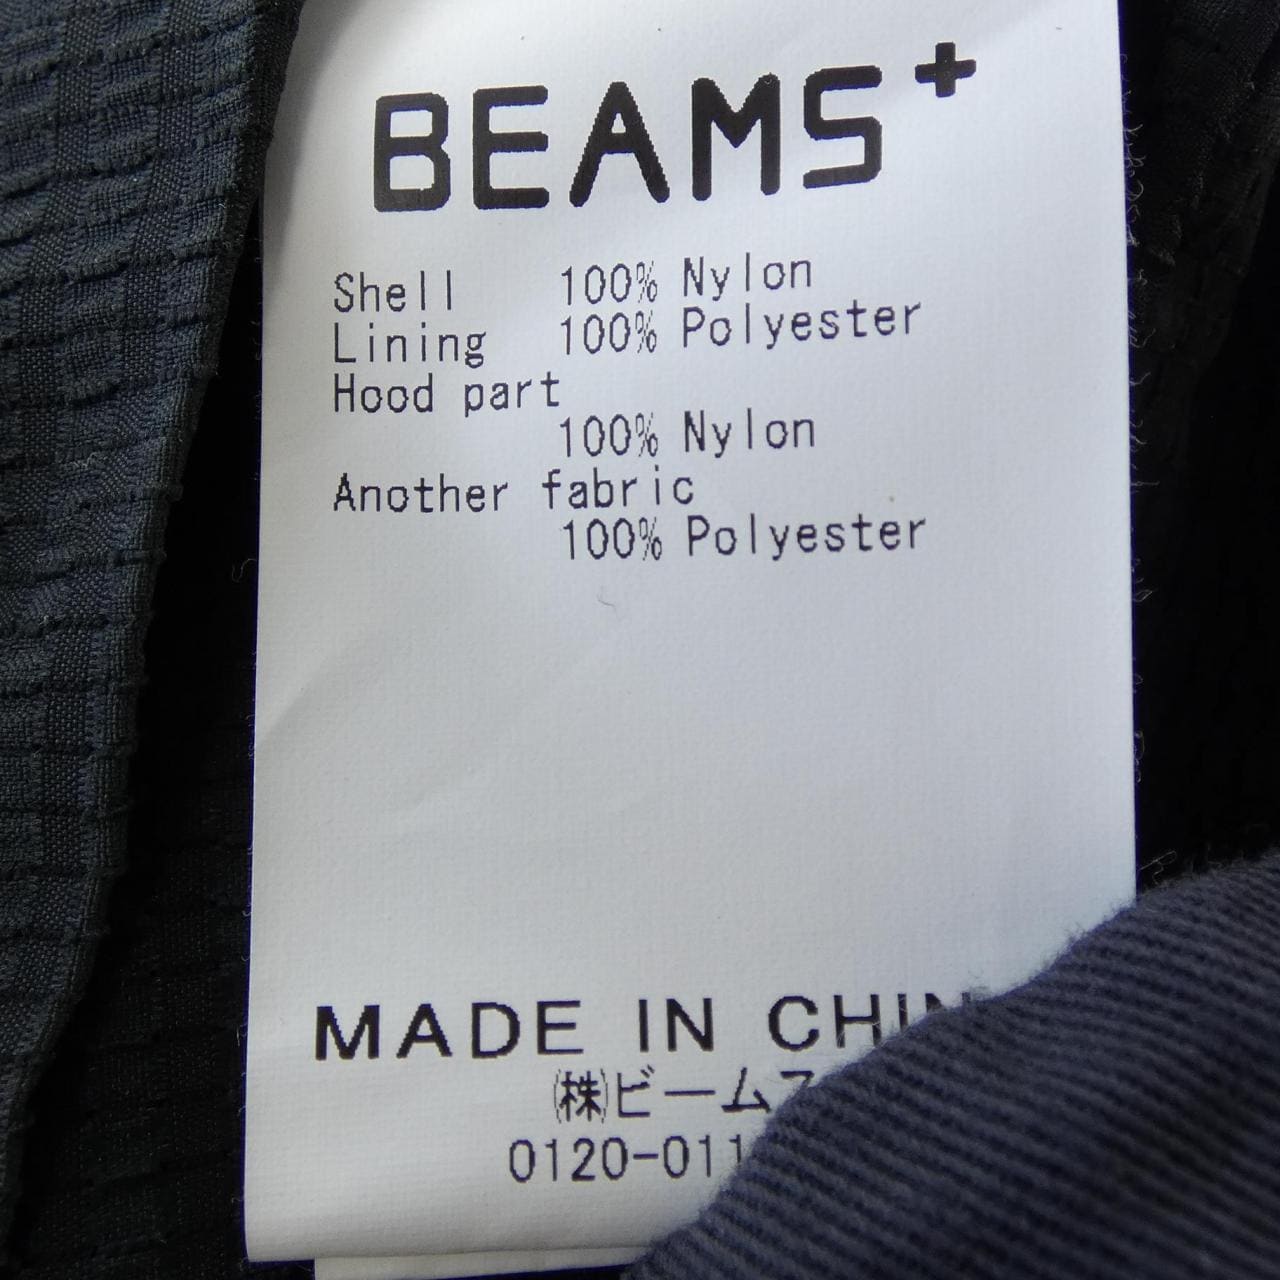 BEAMS+
Shell 100% Nylon
Lining 100% Polyester
Hood part
100% Nylon
Another fabric
100% Polyester
MADE IN
㈱ビーム
0120-011